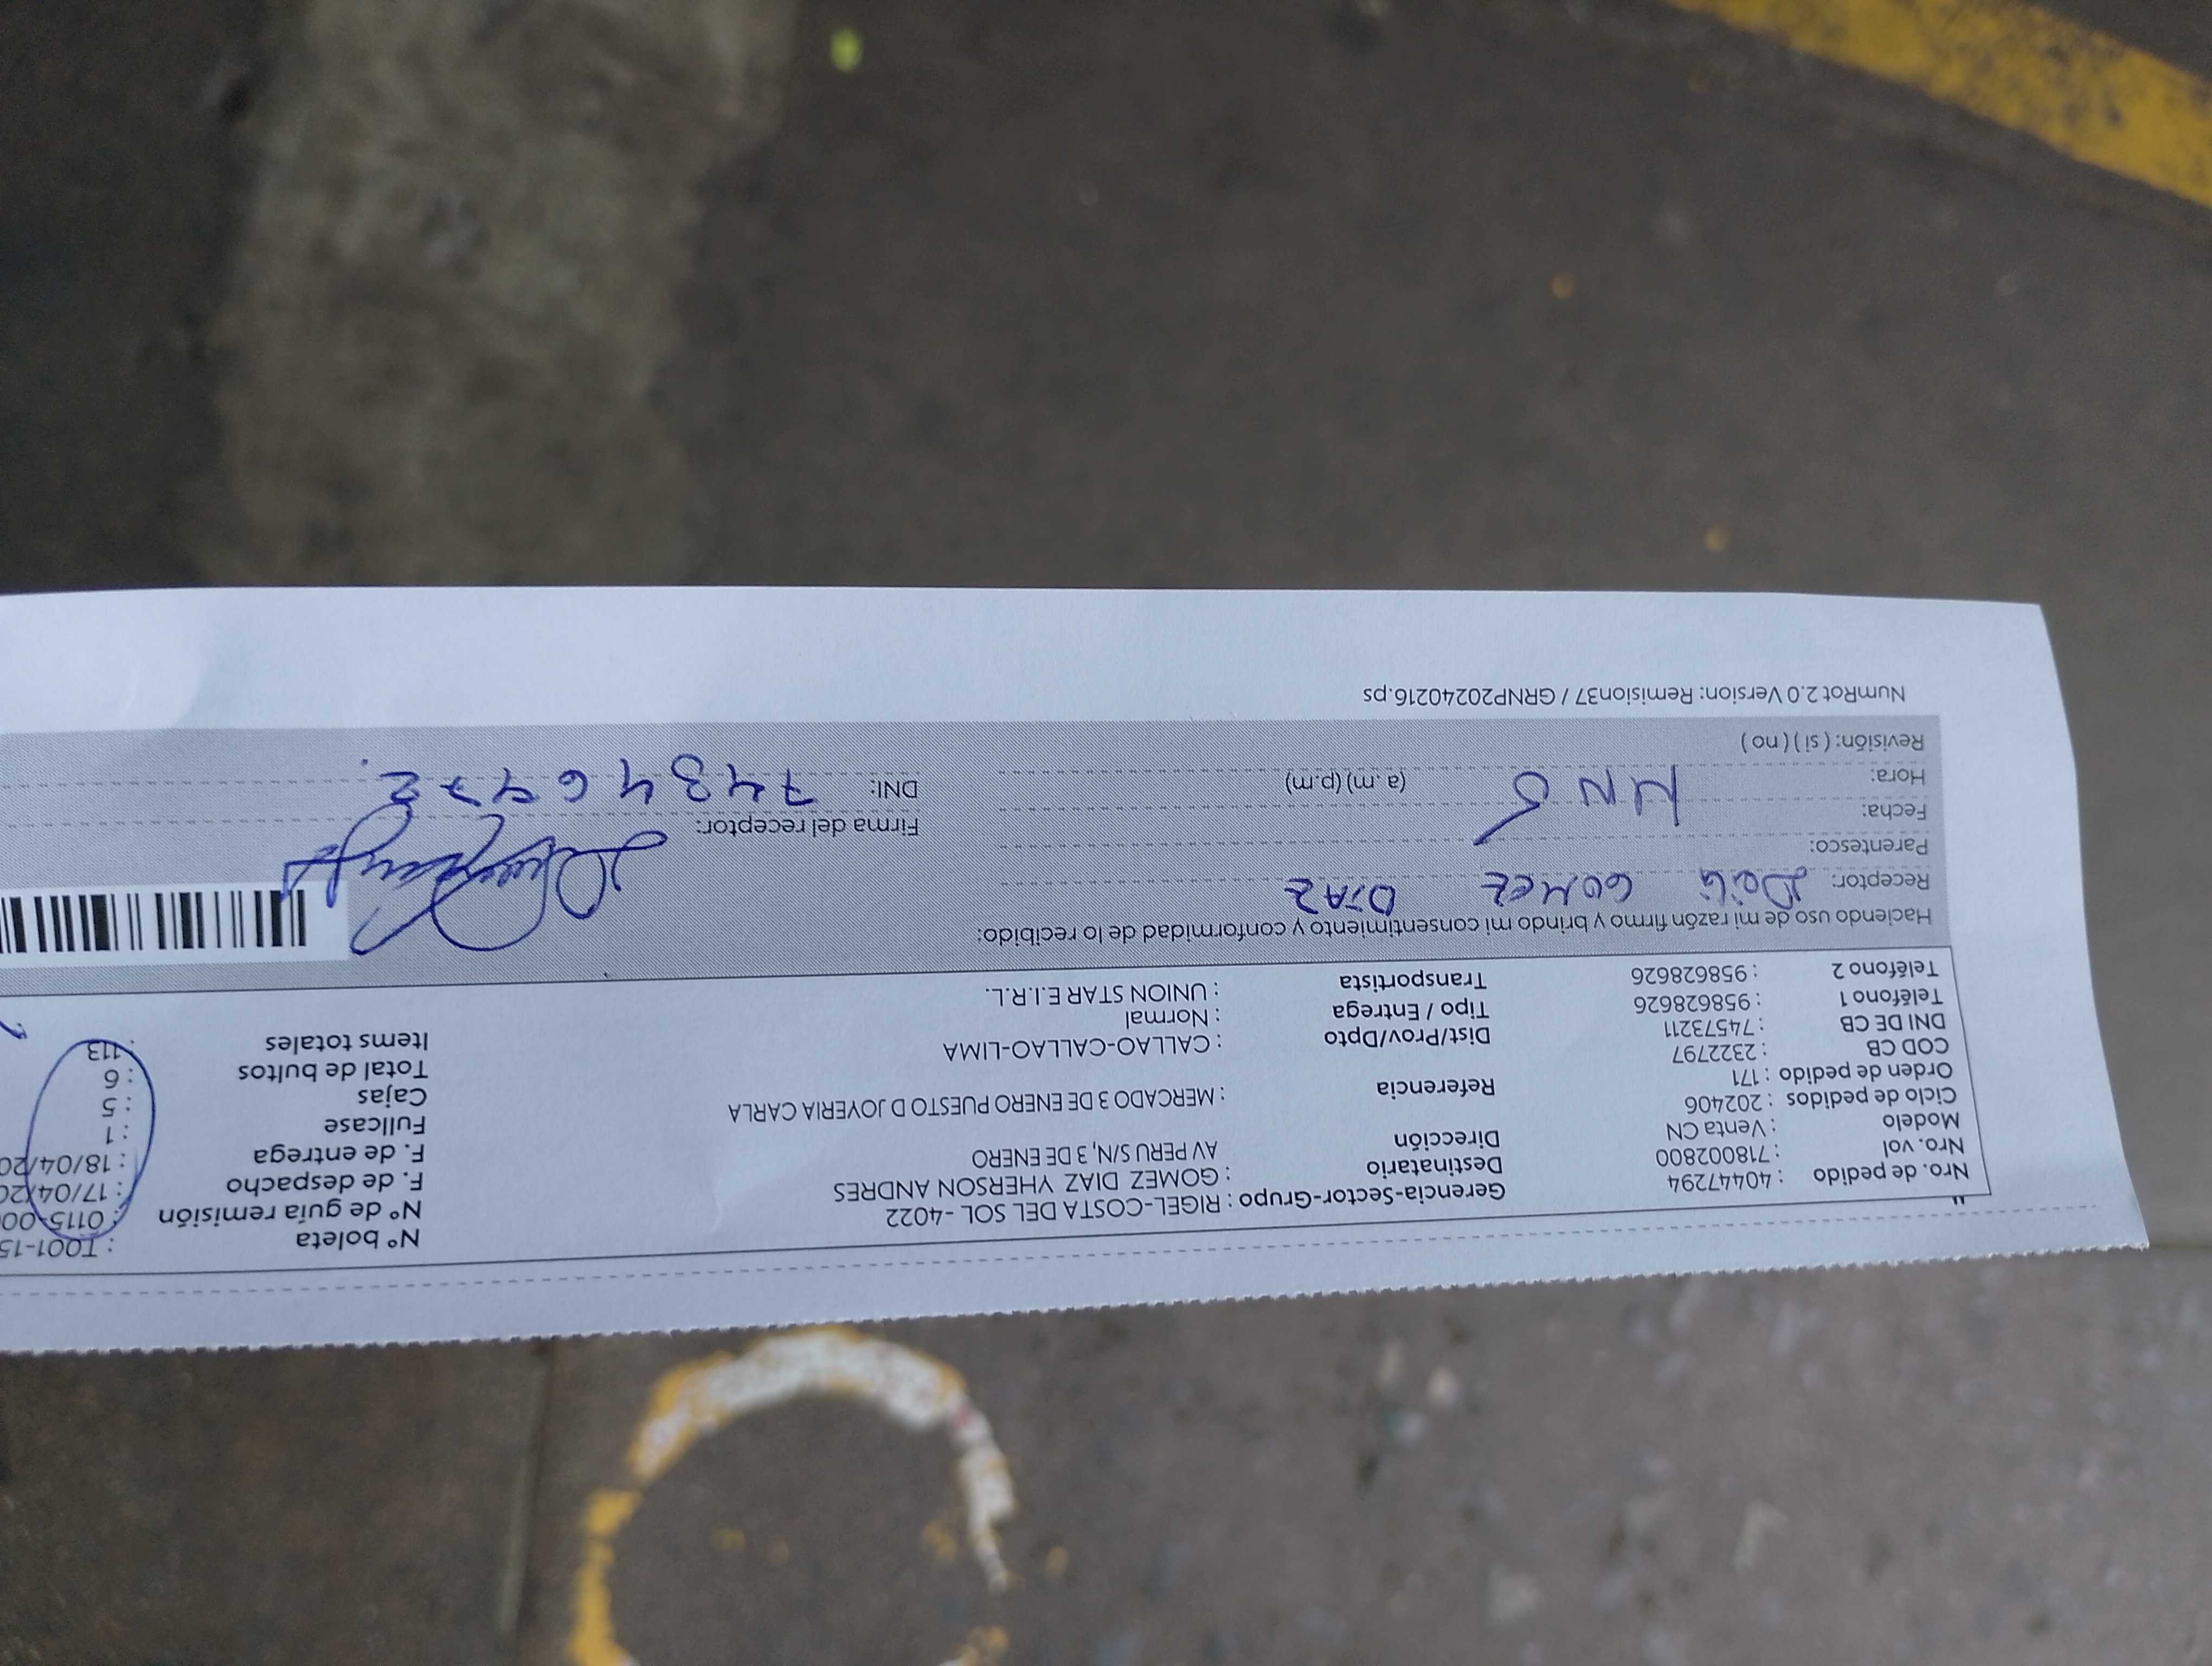 Nro. de pedido : 40447294
Nro. vol : 718002800
Modelo : Venta CN
Ciclo de pedidos : 202406
Orden de pedido : 171
COD CB : 2322797
DNI DE CB : 74573211
Teléfono 1 : 958628626
Teléfono 2 : 958628626
Gerencia-Sector-Grupo : RIGEL-COSTA DEL SOL - 4022
Destinatario : GOMEZ DIAZ YHERSON ANDRES
Dirección AV PERU S/N, 3 DE ENERO
Referencia : MERCADO 3 DE ENERO PUESTO D JOYERIA CARLA
Dist/Prov/Dpto : CALLAO-CALLAO-LIMA
Tipo / Entrega : Normal
Transportista : UNION STAR E.I.R.L.
N° boleta : T001-15
N° de guía remisión : 0115-00
F. de despacho : 17/04/20
F. de entrega : 18/04/20
Fullcase : 1
Cajas : 5
Total de bultos : 6
Items totales : 113
Haciendo uso de mi razón firmo y brindo mi consentimiento y conformidad de lo recibido:
Receptor: GOMEZ DIAZ
Parentesco:
Fecha:
Hora: (a.m) (p.m)
Revisión: ( si ) ( no )
Firma del receptor:
DNI:
NumRot 2.0 Version: Remision37 / GRNP20240216.ps